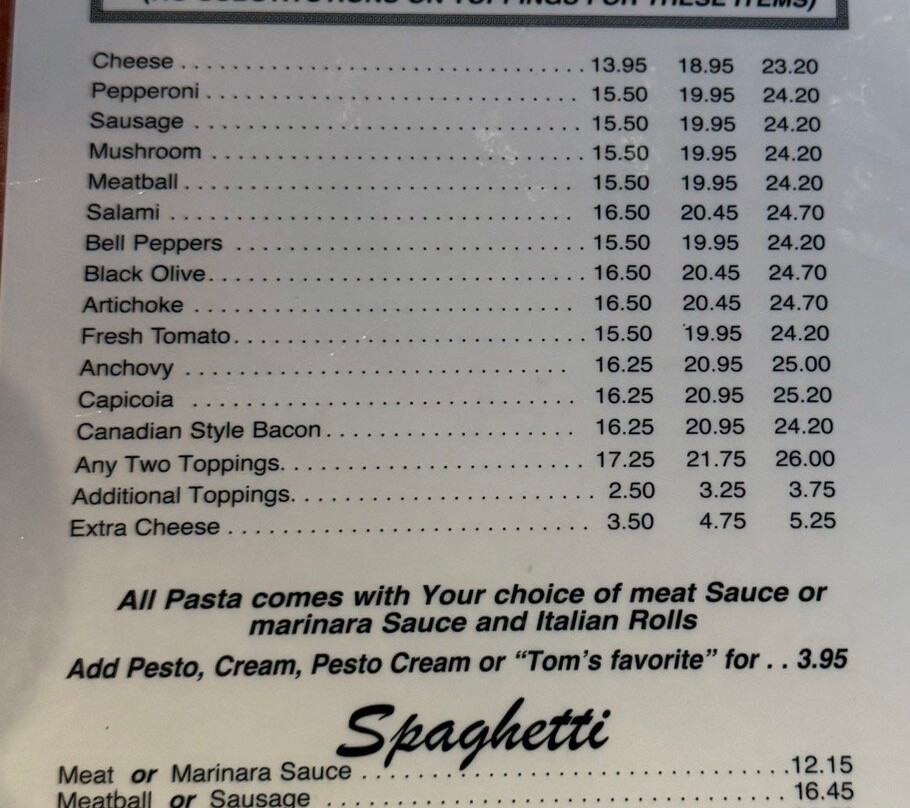 (NO SUBSTITUTIONS ON TOPPINGS FOR THESE ITEMS)
Cheese . . . . . . . . . . . . . . . . . . . . . . . . . . . . . . . 13.95 18.95 23.20
Pepperoni . . . . . . . . . . . . . . . . . . . . . . . . . . . . 15.50 19.95 24.20
Sausage . . . . . . . . . . . . . . . . . . . . . . . . . . . . . 15.50 19.95 24.20
Mushroom . . . . . . . . . . . . . . . . . . . . . . . . . . . . 15.50 19.95 24.20
Meatball . . . . . . . . . . . . . . . . . . . . . . . . . . . . . 15.50 19.95 24.20
Salami . . . . . . . . . . . . . . . . . . . . . . . . . . . . . . 16.50 20.45 24.70
Bell Peppers . . . . . . . . . . . . . . . . . . . . . . . . . . 15.50 19.95 24.20
Black Olive . . . . . . . . . . . . . . . . . . . . . . . . . . . . 16.50 20.45 24.70
Artichoke . . . . . . . . . . . . . . . . . . . . . . . . . . . . 16.50 20.45 24.70
Fresh Tomato . . . . . . . . . . . . . . . . . . . . . . . . . . 15.50 19.95 24.20
Anchovy . . . . . . . . . . . . . . . . . . . . . . . . . . . . 16.25 20.95 25.00
Capicoia . . . . . . . . . . . . . . . . . . . . . . . . . . . . 16.25 20.95 25.20
Canadian Style Bacon . . . . . . . . . . . . . . . . . . . 16.25 20.95 24.20
Any Two Toppings. . . . . . . . . . . . . . . . . . . . . . . 17.25 21.75 26.00
Additional Toppings. . . . . . . . . . . . . . . . . . . . . . . 2.50 3.25 3.75
Extra Cheese . . . . . . . . . . . . . . . . . . . . . . . . . . . 3.50 4.75 5.25
All Pasta comes with Your choice of meat Sauce or
marinara Sauce and Italian Rolls
Add Pesto, Cream, Pesto Cream or “Tom's favorite” for . . 3.95
Spaghetti
Meat or Marinara Sauce . . . . . . . . . . . . . . . . . . . . . . . . . . . . . . . . 12.15
Meatball or Sausage . . . . . . . . . . . . . . . . . . . . . . . . . . . . . . . . . . 16.45